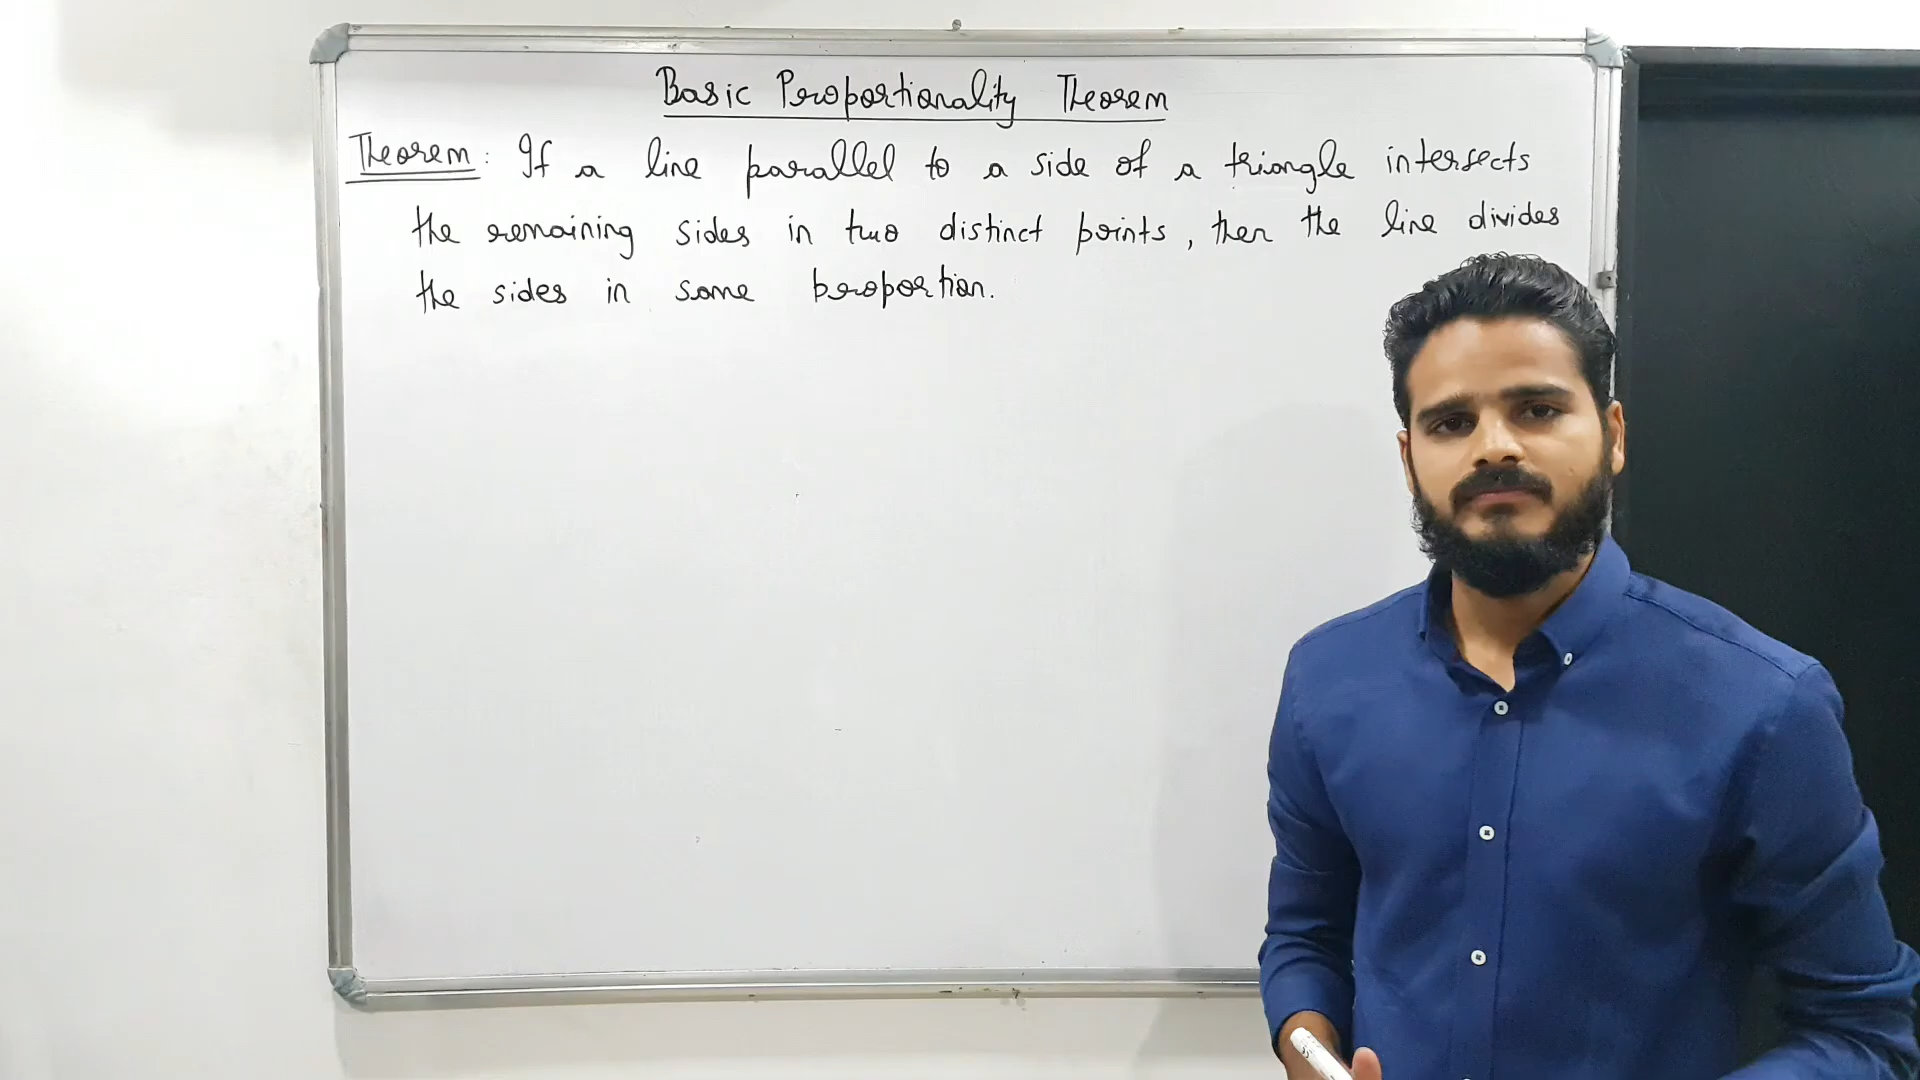 Basic Proportionality Theorem
Theorem: If a line parallel to a side of a triangle intersects
the remaining sides in two distinct points, then the line divides
the sides in same proportion.